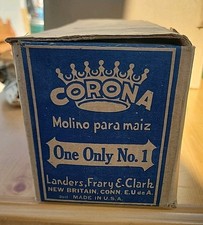 CORONA
Molino para maiz
One Only No. 1
Landers, Frary & Clark
NEW BRITAIN, CONN. E.U de A.
MADE IN U.S.A.